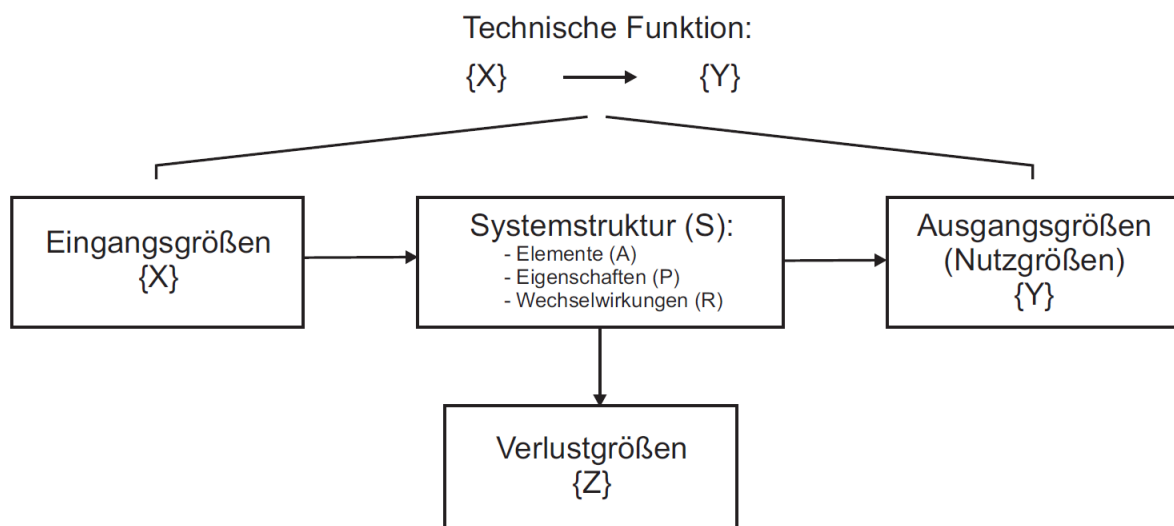 Technische Funktion:
{X} → {Y}
Eingangsgrößen
{X}
Systemstruktur (S):
- Elemente (A)
- Eigenschaften (P)
- Wechselwirkungen (R)
Ausgangsgrößen
(Nutzgrößen)
{Y}
Verlustgrößen
{Z}